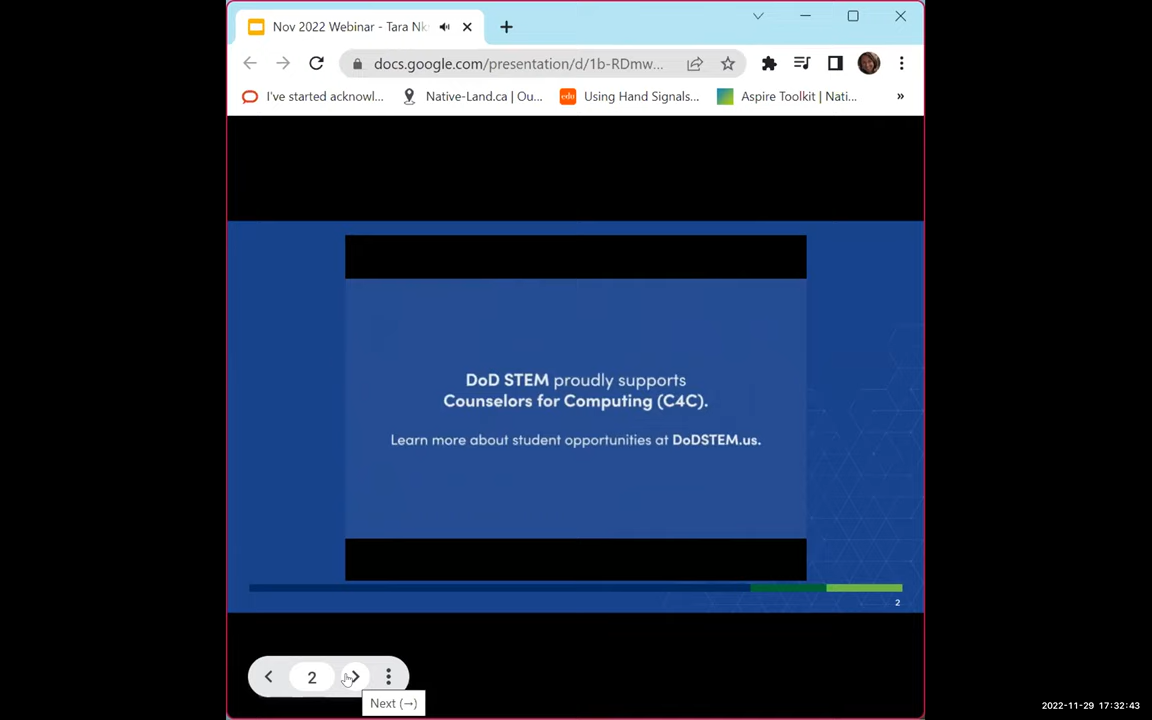 Nov 2022 Webinar - Tara Nk
docs.google.com/presentation/d/1b-RDmw...
I've started acknowl...
Native-Land.ca | Ou...
edu
Using Hand Signals...
Aspire Toolkit | Nati...
»
DoD STEM proudly supports
Counselors for Computing (C4C).
Learn more about student opportunities at DoDSTEM.us.
2
2
Next (→)
2022-11-29 17:32:43